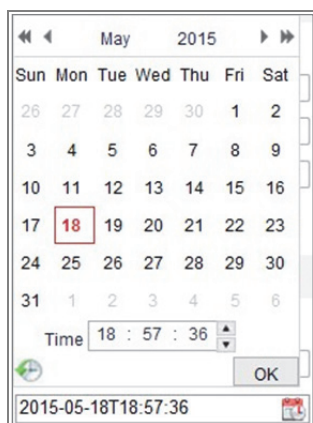 May 2015
Sun Mon Tue Wed Thu Fri Sat
26 27 28 29 30 1 2
3 4 5 6 7 8 9
10 11 12 13 14 15 16
17 18 19 20 21 22 23
24 25 26 27 28 29 30
31 1 2 3 4 5 6
Time 18 : 57 : 36
OK
2015-05-18T18:57:36